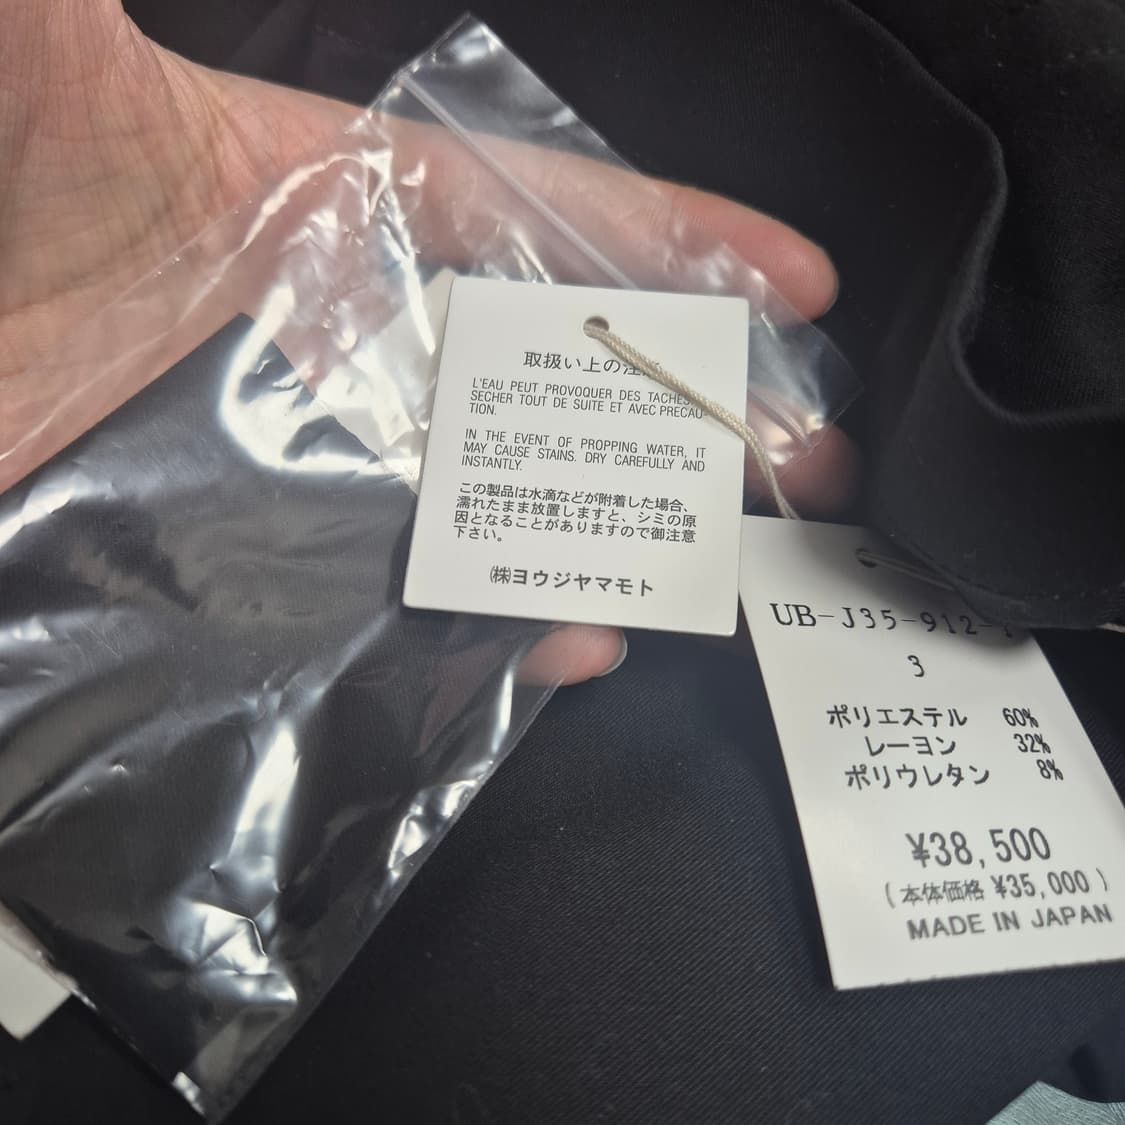 取扱い上の注意
L'EAU PEUT PROVOQUER DES TACHES.
SECHER TOUT DE SUITE ET AVEC PRECAU-
TION.
IN THE EVENT OF PROPPING WATER, IT
MAY CAUSE STAINS. DRY CAREFULLY AND
INSTANTLY.
この製品は水滴などが附着した場合、
濡れたまま放置しますと、シミの原
因となることがありますので御注意
下さい。
㈱ヨウジヤマモト
UB-J35-912-
3
ポリエステル 60%
レーヨン 32%
ポリウレタン 8%
¥38,500
(本体価格 ¥35,000)
MADE IN JAPAN